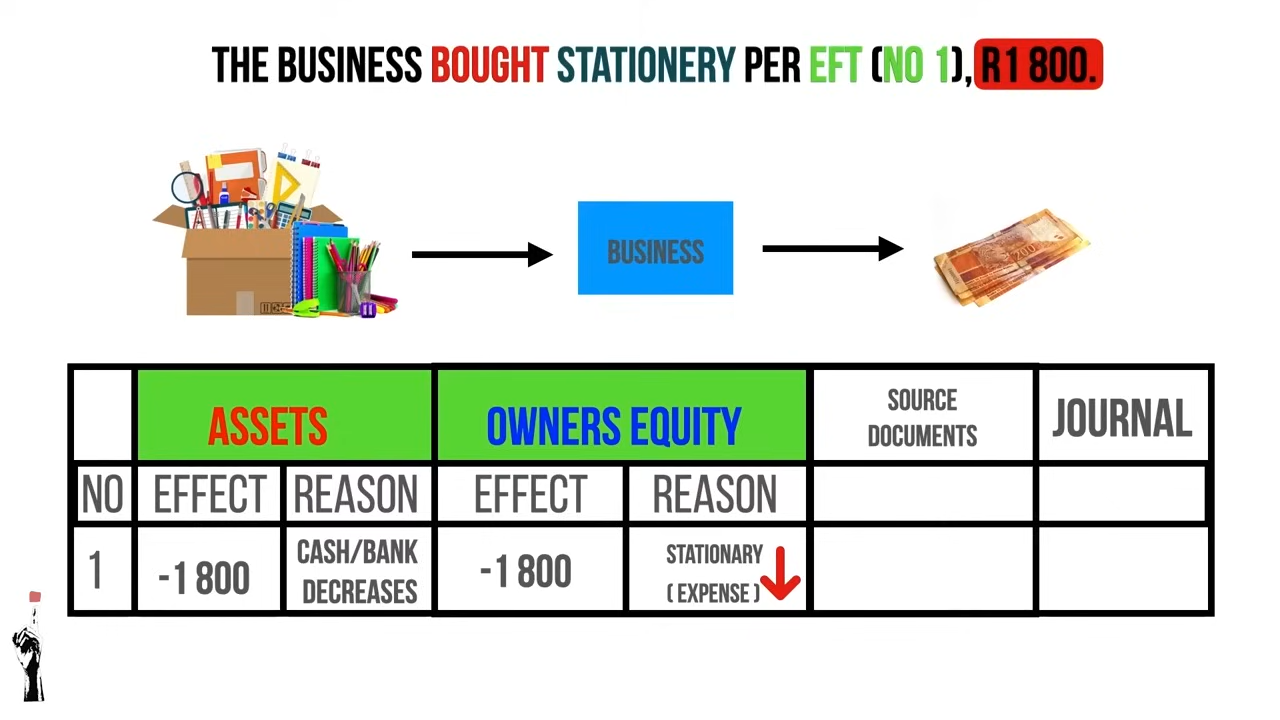 THE BUSINESS BOUGHT STATIONERY PER EFT (NO 1), R1 800.
BUSINESS
ASSETS
OWNERS EQUITY
SOURCE
DOCUMENTS
JOURNAL
NO
EFFECT
REASON
EFFECT
REASON
1
-1 800
CASH/BANK
DECREASES
-1 800
STATIONARY
( EXPENSE )